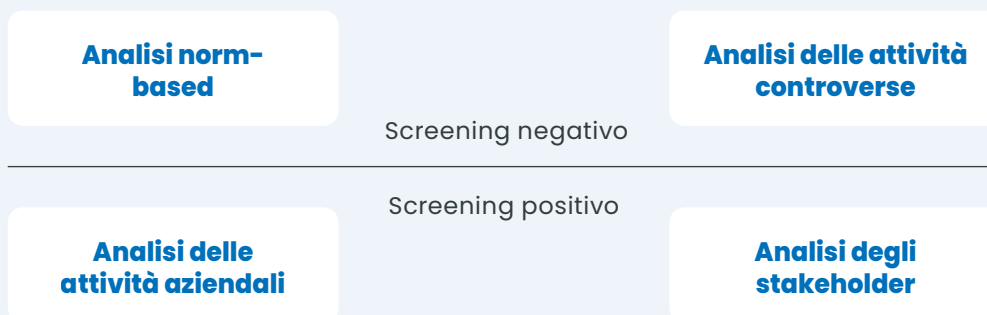 Analisi norm-
based
Analisi delle attività
controverse
Screening negativo
Screening positivo
Analisi delle
attività aziendali
Analisi degli
stakeholder